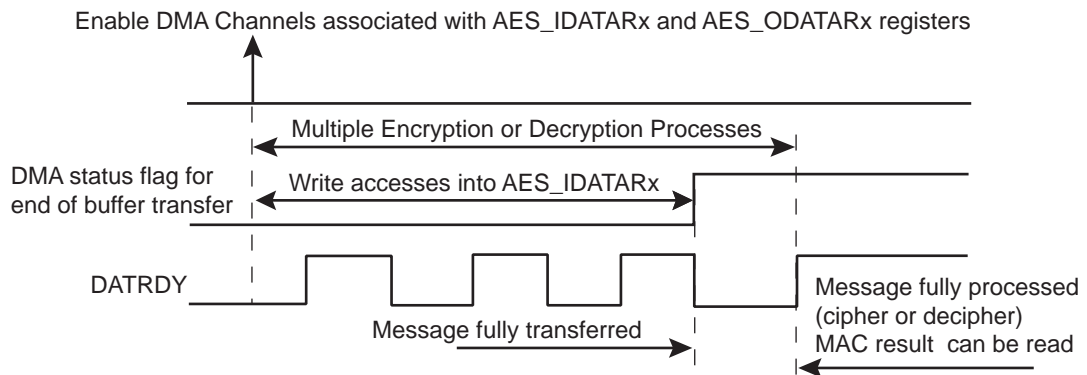 Enable DMA Channels associated with AES_IDATARx and AES_ODATARx registers
Multiple Encryption or Decryption Processes
DMA status flag for
end of buffer transfer
Write accesses into AES_IDATARx
DATRDY
Message fully transferred
Message fully processed
(cipher or decipher)
MAC result can be read